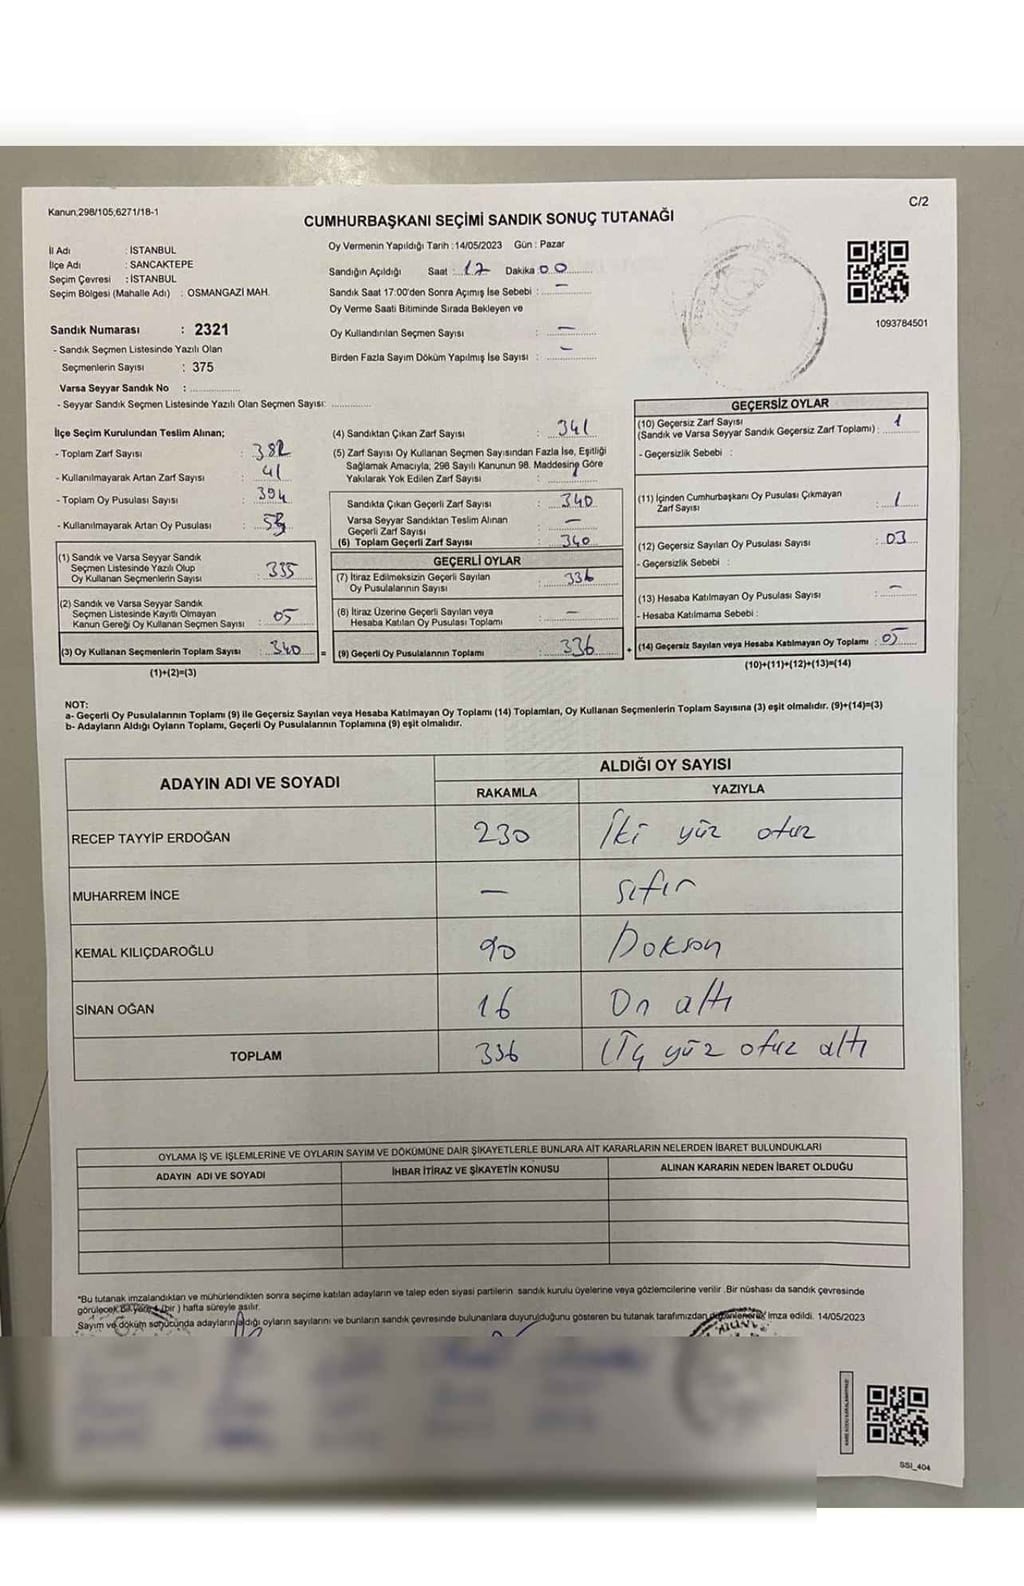 Kanun,298/105,6271/18-1
C/2
CUMHURBAŞKANI SEÇİMİ SANDIK SONUÇ TUTANAĞI
İl Adı : İSTANBUL
İlçe Adı : SANCAKTEPE
Seçim Çevresi : İSTANBUL
Seçim Bölgesi (Mahalle Adı) : OSMANGAZİ MAH.
Oy Vermenin Yapıldığı Tarih :14/05/2023 Gün : Pazar
Sandığın Açıldığı Saat : 17 Dakika 00
Sandık Saat 17:00'den Sonra Açımış İse Sebebi : —
Oy Verme Saati Bitiminde Sırada Bekleyen ve
Oy Kullandırılan Seçmen Sayısı : —
Birden Fazla Sayım Döküm Yapılmış İse Sayısı : —
1093784501
Sandık Numarası : 2321
- Sandık Seçmen Listesinde Yazılı Olan
Seçmenlerin Sayısı : 375
Varsa Seyyar Sandık No :
- Seyyar Sandık Seçmen Listesinde Yazılı Olan Seçmen Sayısı:
İlçe Seçim Kurulundan Teslim Alınan;
- Toplam Zarf Sayısı : 382
- Kullanılmayarak Artan Zarf Sayısı : 41
- Toplam Oy Pusulası Sayısı : 394
- Kullanılmayarak Artan Oy Pusulası :
(1) Sandık ve Varsa Seyyar Sandık
Seçmen Listesinde Yazılı Olup
Oy Kullanan Seçmenlerin Sayısı : 335
(2) Sandık ve Varsa Seyyar Sandık
Seçmen Listesinde Kayıtlı Olmayan
Kanun Gereği Oy Kullanan Seçmen Sayısı : 05
(3) Oy Kullanan Seçmenlerin Toplam Sayısı : 340 =
(1)+(2)=(3)
(4) Sandıktan Çıkan Zarf Sayısı : 341
(5) Zarf Sayısı Oy Kullanan Seçmen Sayısından Fazla İse, Eşitliği
Sağlamak Amacıyla; 298 Sayılı Kanunun 98. Maddesine Göre
Yakılarak Yok Edilen Zarf Sayısı : 1
Sandıkta Çıkan Geçerli Zarf Sayısı : 340
Varsa Seyyar Sandıktan Teslim Alınan
Geçerli Zarf Sayısı : —
(6) Toplam Geçerli Zarf Sayısı : 340
GEÇERLİ OYLAR
(7) İtiraz Edilmeksizin Geçerli Sayılan
Oy Pusulalarının Sayısı : 336
(8) İtiraz Üzerine Geçerli Sayılan veya
Hesaba Katılan Oy Pusulası Toplamı : —
(9) Geçerli Oy Pusulalarının Toplamı : 336 +
GEÇERSİZ OYLAR
(10) Geçersiz Zarf Sayısı
(Sandık ve Varsa Seyyar Sandık Geçersiz Zarf Toplamı) : 1
- Geçersizlik Sebebi :
(11) İçinden Cumhurbaşkanı Oy Pusulası Çıkmayan
Zarf Sayısı : 1
(12) Geçersiz Sayılan Oy Pusulası Sayısı : 03
- Geçersizlik Sebebi :
(13) Hesaba Katılmayan Oy Pusulası Sayısı : —
- Hesaba Katılmama Sebebi :
(14) Geçersiz Sayılan veya Hesaba Katılmayan Oy Toplamı : 05
(10)+(11)+(12)+(13)=(14)
NOT:
a- Geçerli Oy Pusulalarının Toplamı (9) ile Geçersiz Sayılan veya Hesaba Katılmayan Oy Toplamı (14) Toplamları, Oy Kullanan Seçmenlerin Toplam Sayısına (3) eşit olmalıdır. (9)+(14)=(3)
b- Adayların Aldığı Oyların Toplamı, Geçerli Oy Pusulalarının Toplamına (9) eşit olmalıdır.
ADAYIN ADI VE SOYADI
ALDIĞI OY SAYISI
RAKAMLA YAZIYLA
RECEP TAYYİP ERDOĞAN 230 İki yüz otuz
MUHARREM İNCE — sıfır
KEMAL KILIÇDAROĞLU 90 Doksan
SİNAN OĞAN 16 On altı
TOPLAM 336 Üç yüz otuz altı
OYLAMA İŞ VE İŞLEMLERİNE VE OYLARIN SAYIM VE DÖKÜMÜNE DAİR ŞİKAYETLERLE BUNLARA AİT KARARLARIN NELERDEN İBARET BULUNDUKLARI
ADAYIN ADI VE SOYADI İHBAR İTİRAZ VE ŞİKAYETİN KONUSU ALINAN KARARIN NEDEN İBARET OLDUĞU
"Bu tutanak imzalandıktan ve mühürlendikten sonra seçime katılan adayların ve talep eden siyasi partilerin sandık kurulu üyelerine veya gözlemcilerine verilir. Bir nüshası da sandık çevresinde
görülecek bir yere 1 (bir ) hafta süreyle asılır.
Sayım ve döküm sonucunda adayların aldığı oyların sayılarını ve bunların sandık çevresinde bulunanlara duyurulduğunu gösteren bu tutanak tarafımızdan düzenlenerek imza edildi. 14/05/2023
SSI_404